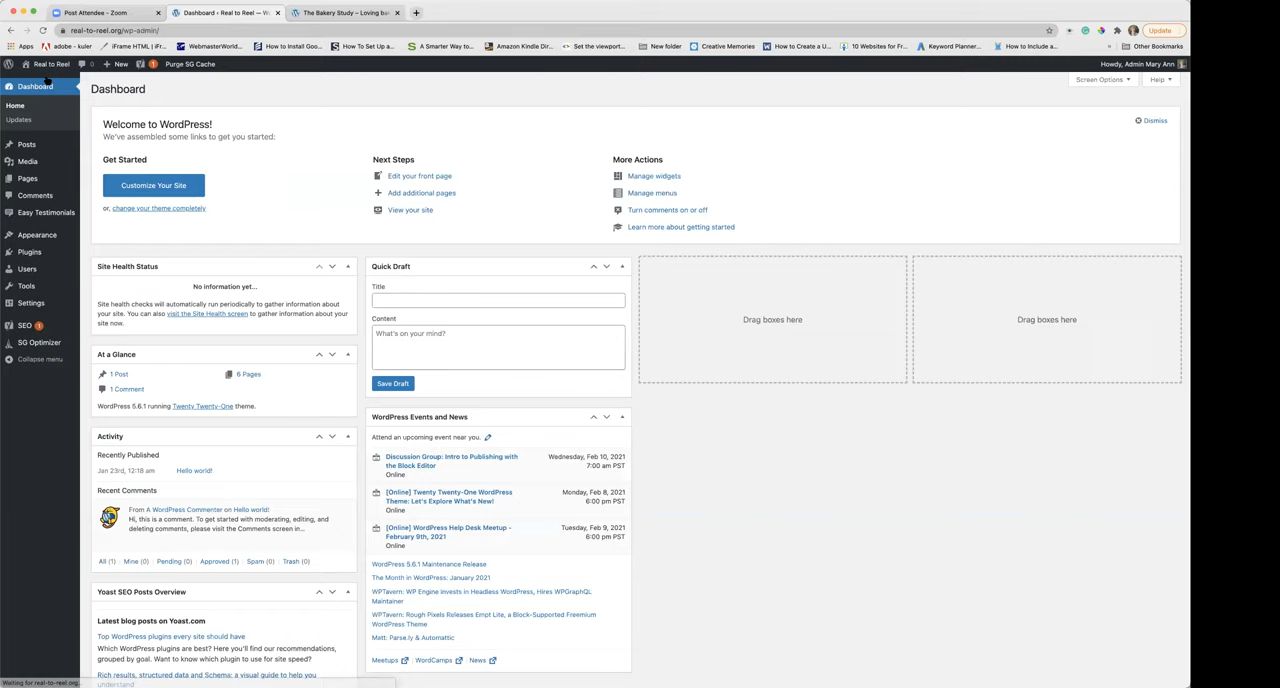 Post Attendee - Zoom
Dashboard ‹ Real to Reel — W
The Bakery Study – Loving ba
real-to-reel.org/wp-admin/
Update
Apps
adobe - kuler
iFrame HTML | iFr...
WebmasterWorld...
How to Install Goo...
How To Set Up a...
A Smarter Way to...
Amazon Kindle Dir...
Set the viewport...
New folder
Creative Memories
How to Create a U...
10 Websites for Fr...
Keyword Planner...
How to Include a...
»
Other Bookmarks
Real to Reel
0
New
1
Purge SG Cache
Howdy, Admin Mary Ann
Dashboard
Home
Updates
Posts
Media
Pages
Comments
Easy Testimonials
Appearance
Plugins
Users
Tools
Settings
SEO 1
SG Optimizer
Collapse menu
Dashboard
Screen Options
Help
Welcome to WordPress!
We've assembled some links to get you started:
Dismiss
Get Started
Customize Your Site
or, change your theme completely
Next Steps
Edit your front page
Add additional pages
View your site
More Actions
Manage widgets
Manage menus
Turn comments on or off
Learn more about getting started
Site Health Status
No information yet...
Site health checks will automatically run periodically to gather information about
your site. You can also visit the Site Health screen to gather information about your
site now.
At a Glance
1 Post
6 Pages
1 Comment
WordPress 5.6.1 running Twenty Twenty-One theme.
Activity
Recently Published
Jan 23rd, 12:18 am
Hello world!
Recent Comments
From A WordPress Commenter on Hello world!
Hi, this is a comment. To get started with moderating, editing, and
deleting comments, please visit the Comments screen in...
All (1) | Mine (0) | Pending (0) | Approved (1) | Spam (0) | Trash (0)
Yoast SEO Posts Overview
Latest blog posts on Yoast.com
Top WordPress plugins every site should have
Which WordPress plugins are best? Here you'll find our recommendations,
grouped by goal. Want to know which plugin to use for site speed?
Rich results, structured data and Schema: a visual guide to help you
understand
Quick Draft
Title
Content
What's on your mind?
Save Draft
WordPress Events and News
Attend an upcoming event near you.
Discussion Group: Intro to Publishing with
the Block Editor
Online
Wednesday, Feb 10, 2021
7:00 am PST
[Online] Twenty Twenty-One WordPress
Theme: Let's Explore What's New!
Online
Monday, Feb 8, 2021
6:00 pm PST
[Online] WordPress Help Desk Meetup -
February 9th, 2021
Online
Tuesday, Feb 9, 2021
6:00 pm PST
WordPress 5.6.1 Maintenance Release
The Month in WordPress: January 2021
WPTavern: WP Engine invests in Headless WordPress, Hires WPGraphQL
Maintainer
WPTavern: Rough Pixels Releases Empt Lite, a Block-Supported Freemium
WordPress Theme
Matt: Parse.ly & Automattic
Meetups | WordCamps | News
Drag boxes here
Drag boxes here
Waiting for real-to-reel.org...